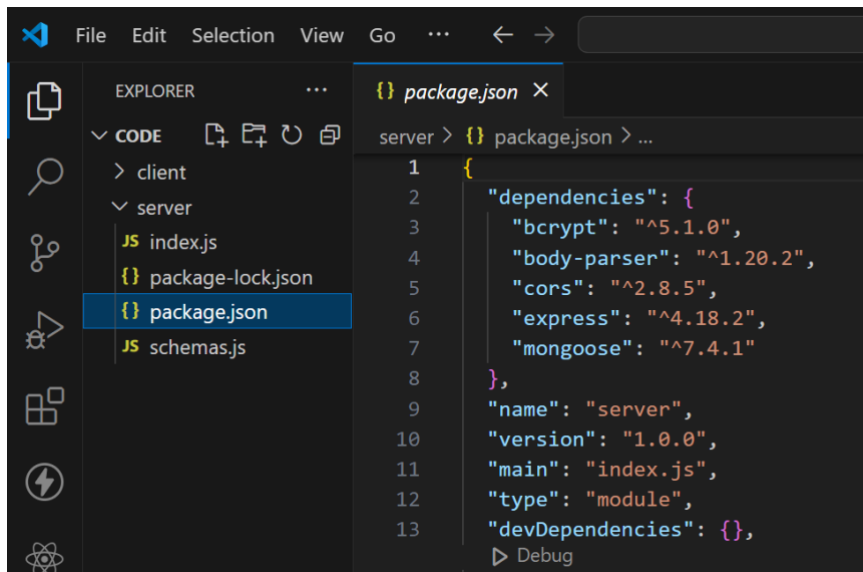 File Edit Selection View Go ...
EXPLORER ...
CODE
client
server
JS index.js
{} package-lock.json
{} package.json
JS schemas.js
{} package.json ×
server > {} package.json > ...
1 {
2 "dependencies": {
3 "bcrypt": "^5.1.0",
4 "body-parser": "^1.20.2",
5 "cors": "^2.8.5",
6 "express": "^4.18.2",
7 "mongoose": "^7.4.1"
8 },
9 "name": "server",
10 "version": "1.0.0",
11 "main": "index.js",
12 "type": "module",
13 "devDependencies": {},
Debug